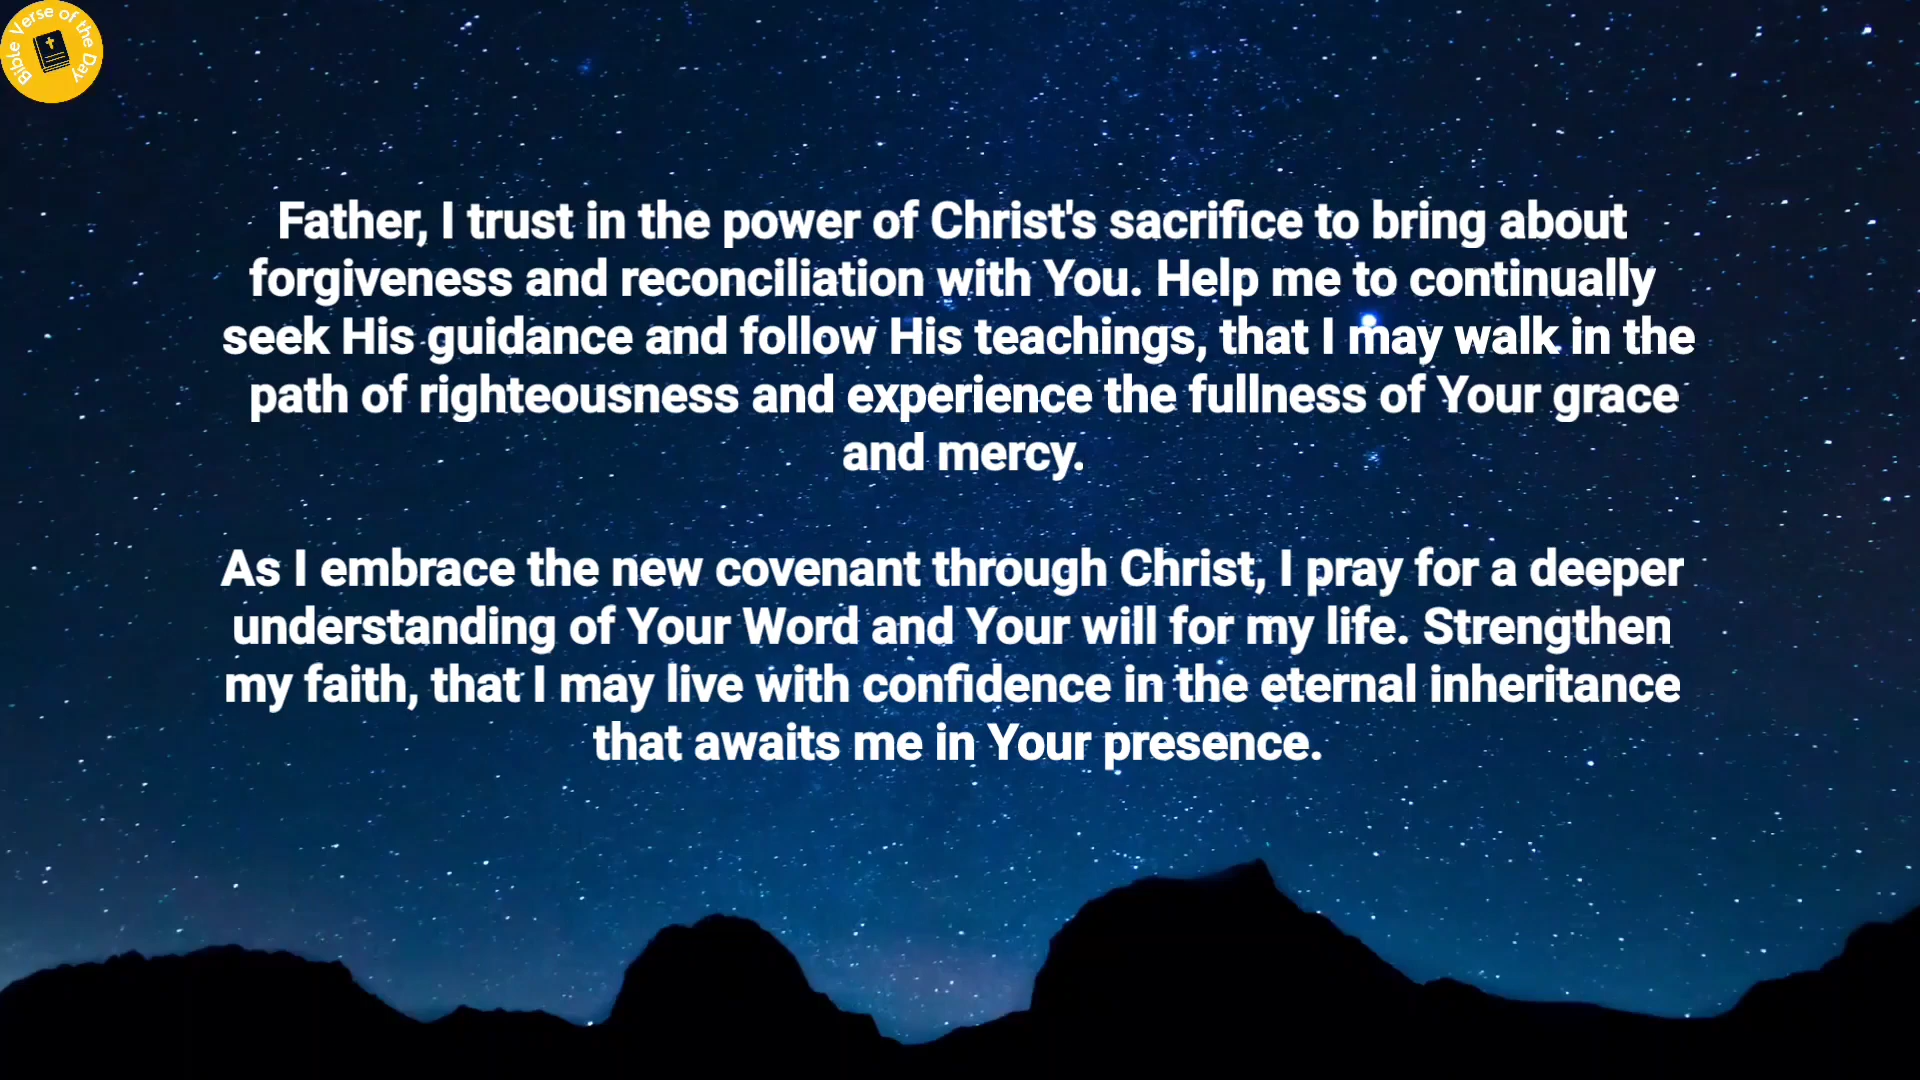 Bible Verse of the Day
Father, I trust in the power of Christ's sacrifice to bring about
forgiveness and reconciliation with You. Help me to continually
seek His guidance and follow His teachings, that I may walk in the
path of righteousness and experience the fullness of Your grace
and mercy.
As I embrace the new covenant through Christ, I pray for a deeper
understanding of Your Word and Your will for my life. Strengthen
my faith, that I may live with confidence in the eternal inheritance
that awaits me in Your presence.